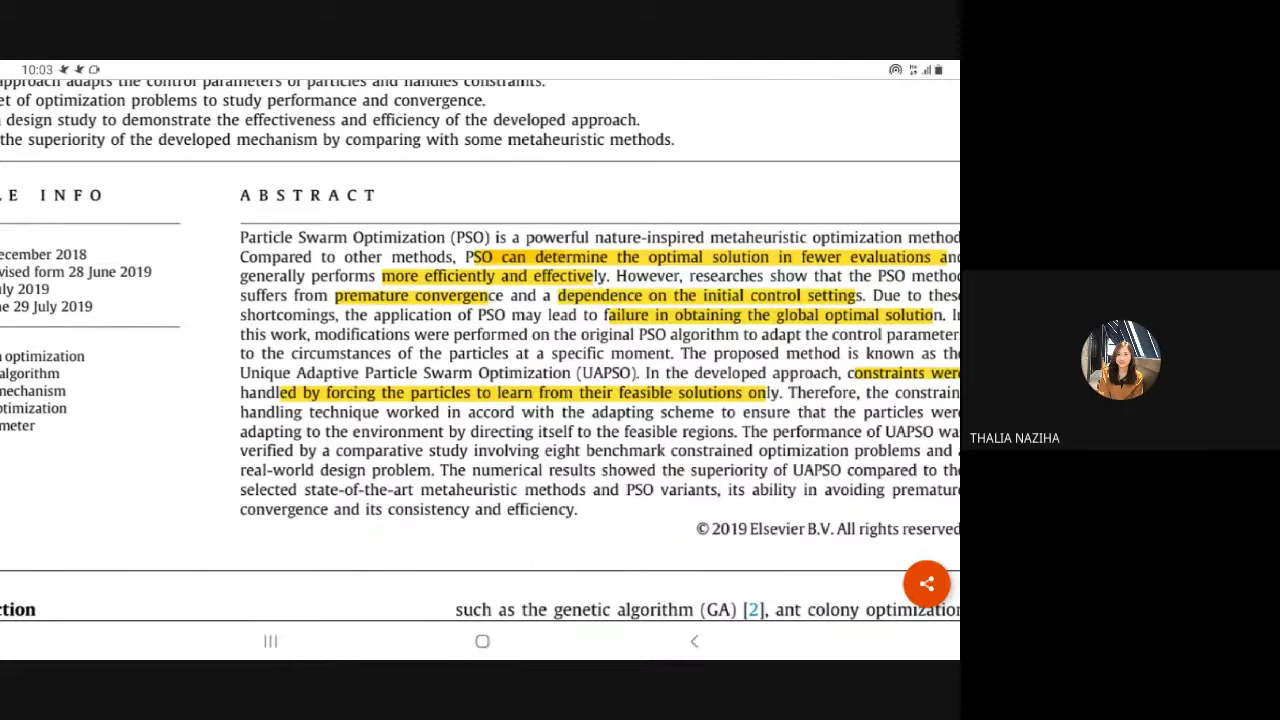 10:03
approach adapts the control parameters of particles and handles constraints.
et of optimization problems to study performance and convergence.
design study to demonstrate the effectiveness and efficiency of the developed approach.
the superiority of the developed mechanism by comparing with some metaheuristic methods.
LE INFO
ABSTRACT
Particle Swarm Optimization (PSO) is a powerful nature-inspired metaheuristic optimization method
Compared to other methods, PSO can determine the optimal solution in fewer evaluations and
generally performs more efficiently and effectively. However, researches show that the PSO metho
suffers from premature convergence and a dependence on the initial control settings. Due to thes
shortcomings, the application of PSO may lead to failure in obtaining the global optimal solution. I
this work, modifications were performed on the original PSO algorithm to adapt the control parameter
to the circumstances of the particles at a specific moment. The proposed method is known as the
Unique Adaptive Particle Swarm Optimization (UAPSO). In the developed approach, constraints were
handled by forcing the particles to learn from their feasible solutions only. Therefore, the constrain
handling technique worked in accord with the adapting scheme to ensure that the particles were
adapting to the environment by directing itself to the feasible regions. The performance of UAPSO wa
verified by a comparative study involving eight benchmark constrained optimization problems and a
real-world design problem. The numerical results showed the superiority of UAPSO compared to the
selected state-of-the-art metaheuristic methods and PSO variants, its ability in avoiding prematur
convergence and its consistency and efficiency.
© 2019 Elsevier B.V. All rights reserved
ecember 2018
vised form 28 June 2019
uly 2019
ne 29 July 2019
optimization
algorithm
mechanism
ptimization
meter
ction
such as the genetic algorithm (GA) [2], ant colony optimization
THALIA NAZIHA